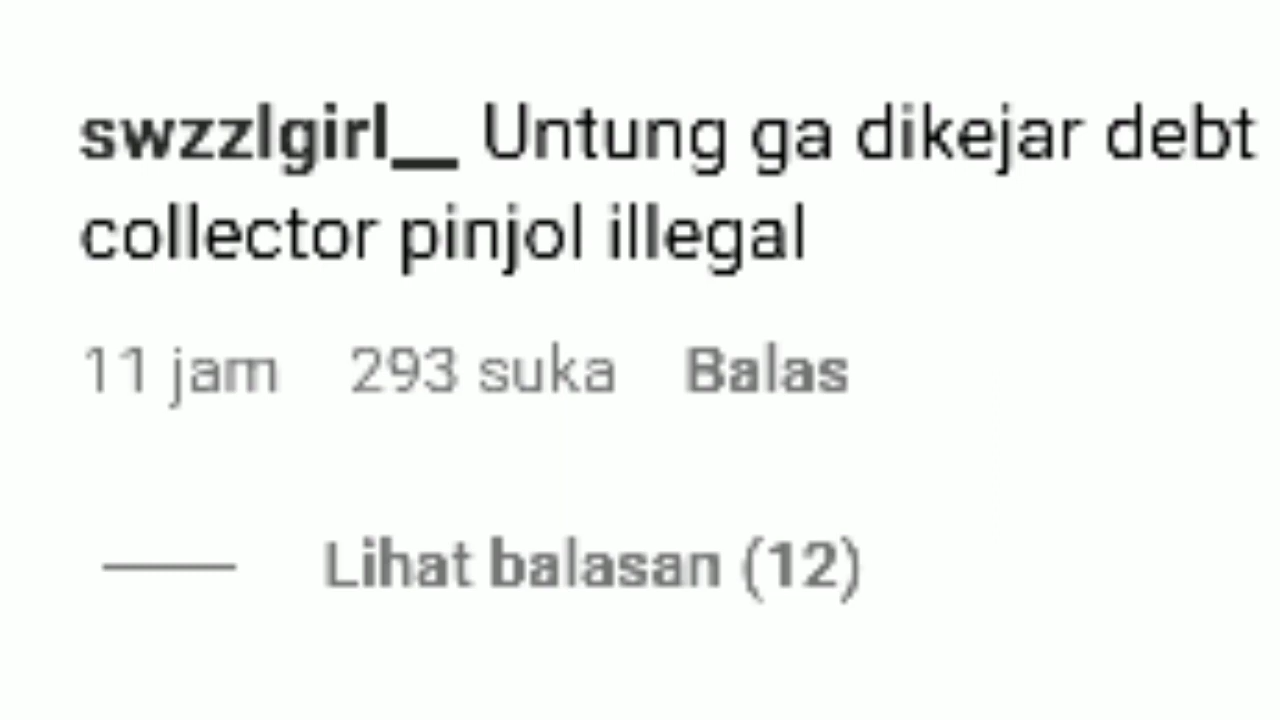 swzzlgirl__ Untung ga dikejar debt
collector pinjol illegal
11 jam 293 suka Balas
Lihat balasan (12)